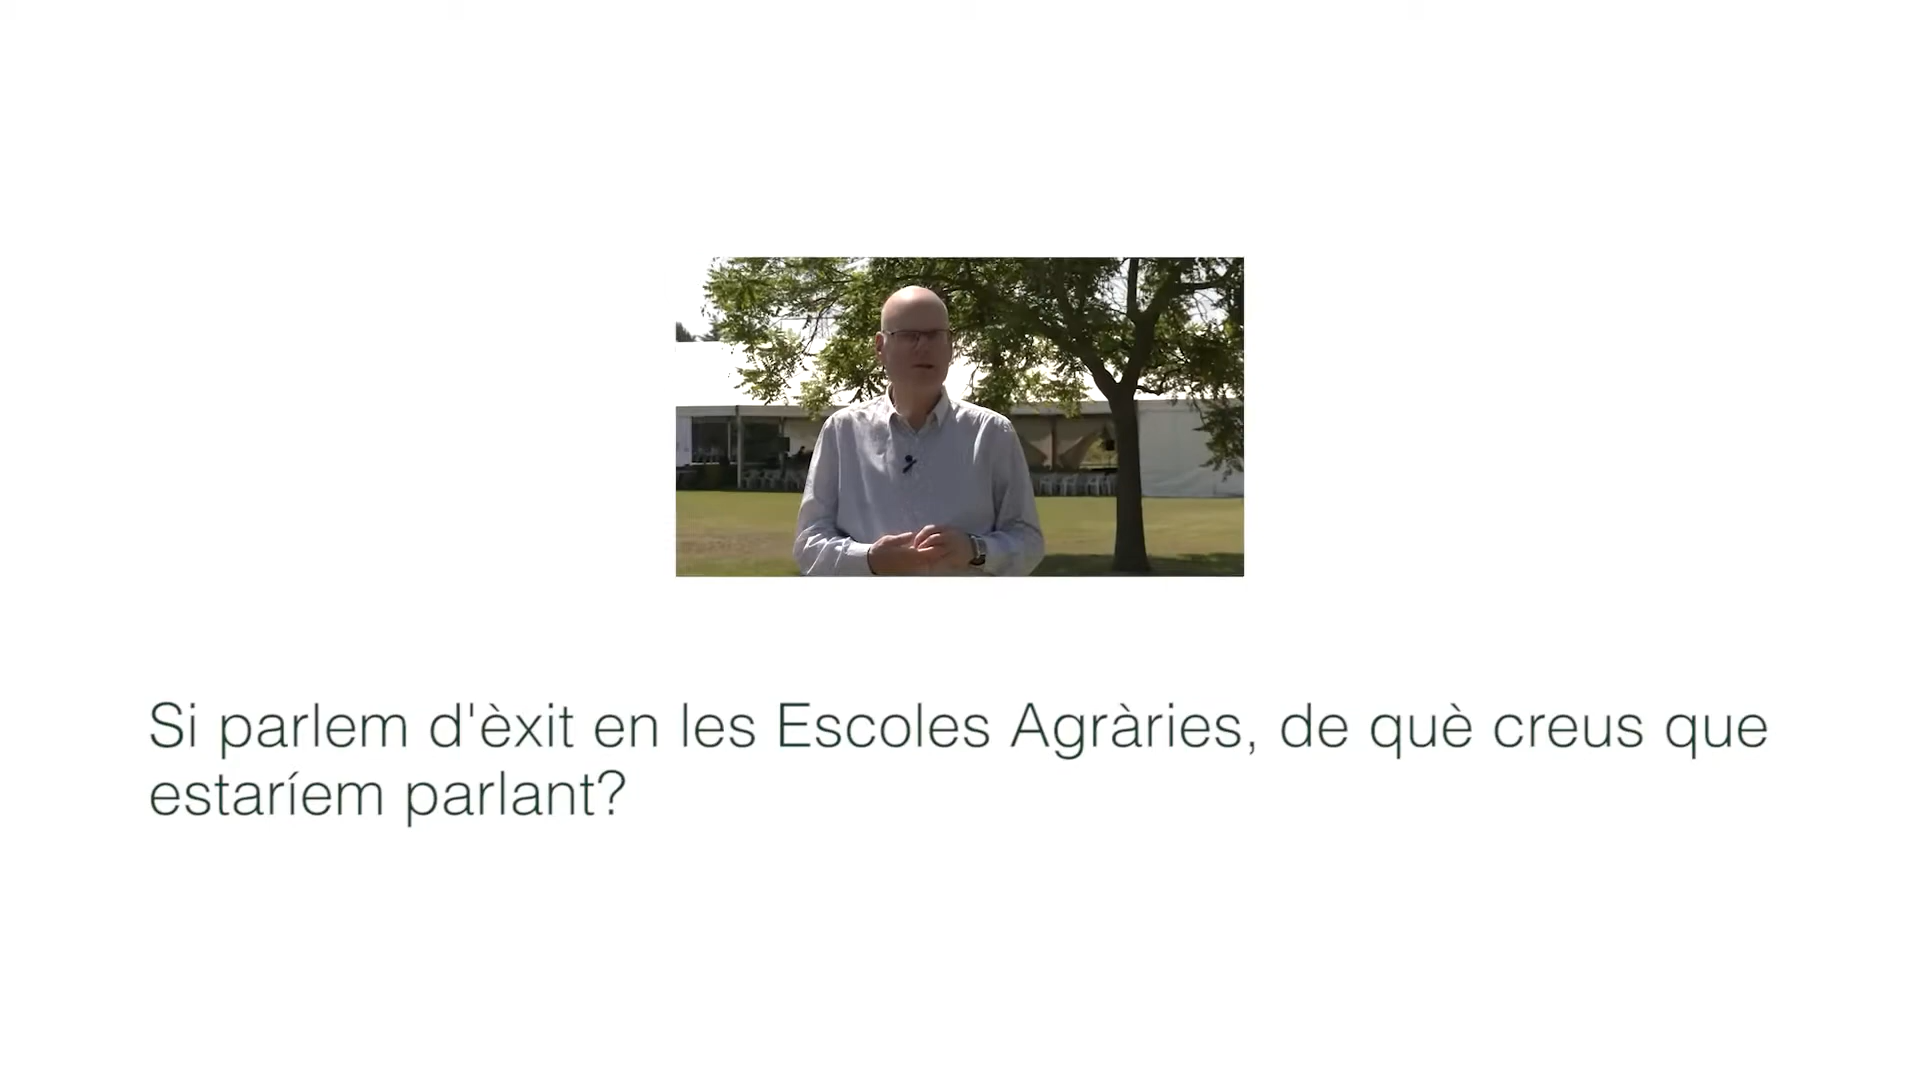 Si parlem d'èxit en les Escoles Agràries, de què creus que
estaríem parlant?